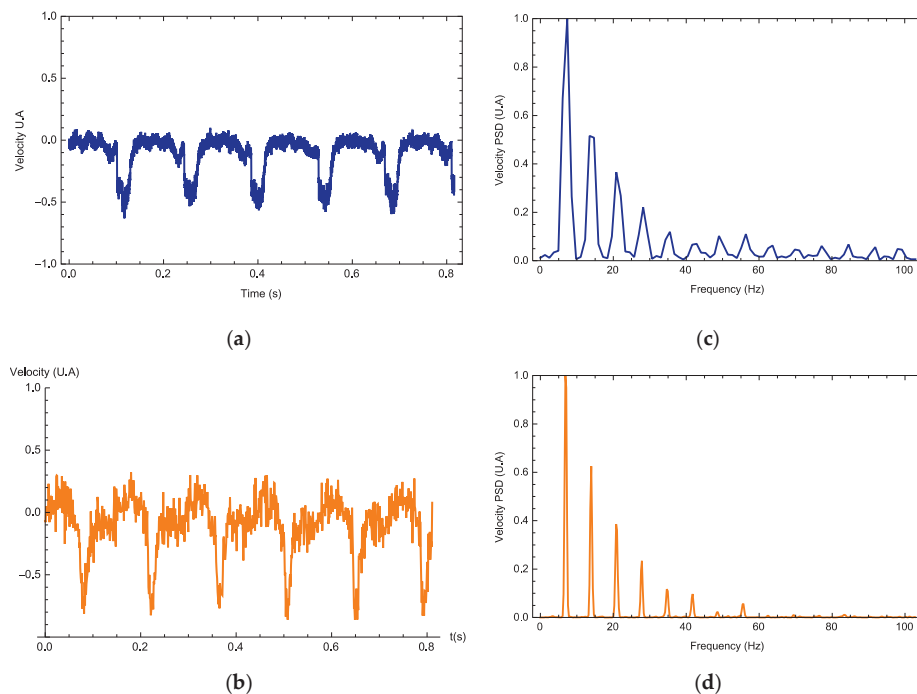 1.0
0.5
0.0
−0.5
−1.0
Velocity U.A
0.0 0.2 0.4 0.6 0.8
Time (s)
(a)
1.0
0.8
0.6
0.4
0.2
0.0
Velocity PSD (U.A)
0 20 40 60 80 100
Frequency (Hz)
(c)
Velocity (U.A)
1.0
0.5
0.0
−0.5
0.0 0.2 0.4 0.6 0.8
t(s)
(b)
1.0
0.8
0.6
0.4
0.2
0.0
Velocity PSD (U.A)
0 20 40 60 80 100
Frequency (Hz)
(d)